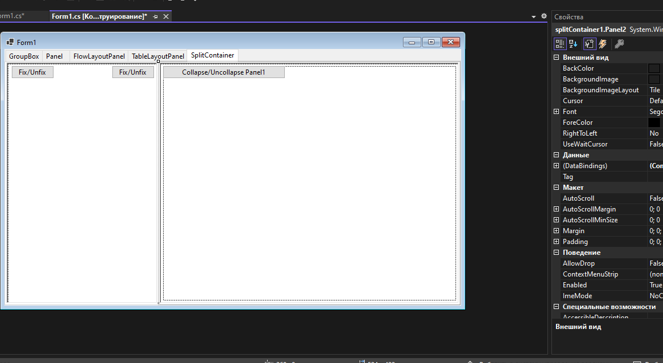 Form1.cs*
Form1.cs [Ко...труирование]*
Form1
GroupBox
Panel
FlowLayoutPanel
TableLayoutPanel
SplitContainer
Fix/Unfix
Fix/Unfix
Collapse/Uncollapse Panel1
Свойства
splitContainer1.Panel2 System.Win
Внешний вид
BackColor
BackgroundImage
BackgroundImageLayout Tile
Cursor Defa
Font Sego
ForeColor
RightToLeft No
UseWaitCursor False
Данные
(DataBindings) (Con
Tag
Макет
AutoScroll False
AutoScrollMargin 0; 0
AutoScrollMinSize 0; 0
Margin 0; 0;
Padding 0; 0;
Поведение
AllowDrop False
ContextMenuStrip (non
Enabled True
ImeMode NoC
Специальные возможности
AccessibleDescription
Внешний вид